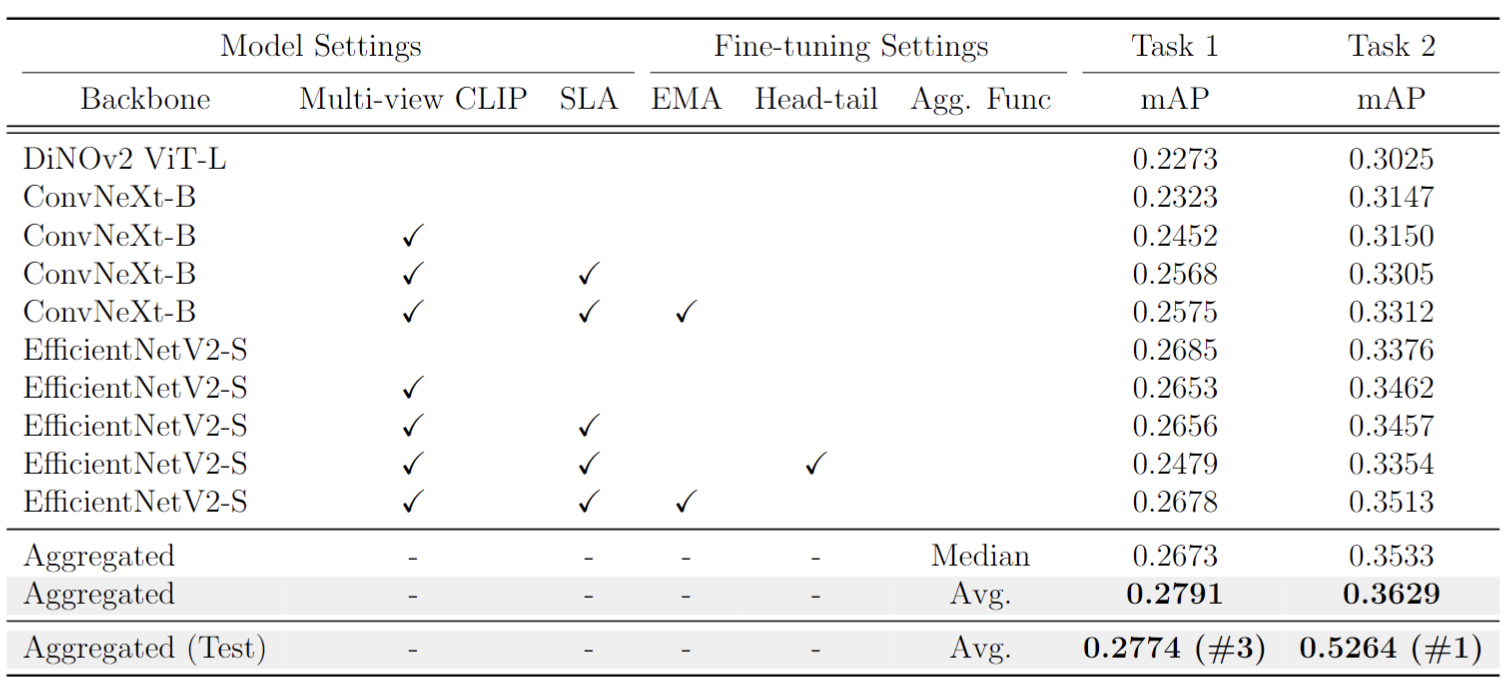 Model Settings Fine-tuning Settings Task 1 Task 2
Backbone Multi-view CLIP SLA EMA Head-tail Agg. Func mAP mAP
DiNOv2 ViT-L 0.2273 0.3025
ConvNeXt-B 0.2323 0.3147
ConvNeXt-B ✓ 0.2452 0.3150
ConvNeXt-B ✓ ✓ 0.2568 0.3305
ConvNeXt-B ✓ ✓ ✓ 0.2575 0.3312
EfficientNetV2-S 0.2685 0.3376
EfficientNetV2-S ✓ 0.2653 0.3462
EfficientNetV2-S ✓ ✓ 0.2656 0.3457
EfficientNetV2-S ✓ ✓ ✓ 0.2479 0.3354
EfficientNetV2-S ✓ ✓ ✓ 0.2678 0.3513
Aggregated - - - - Median 0.2673 0.3533
Aggregated - - - - Avg. 0.2791 0.3629
Aggregated (Test) - - - - Avg. 0.2774 (#3) 0.5264 (#1)